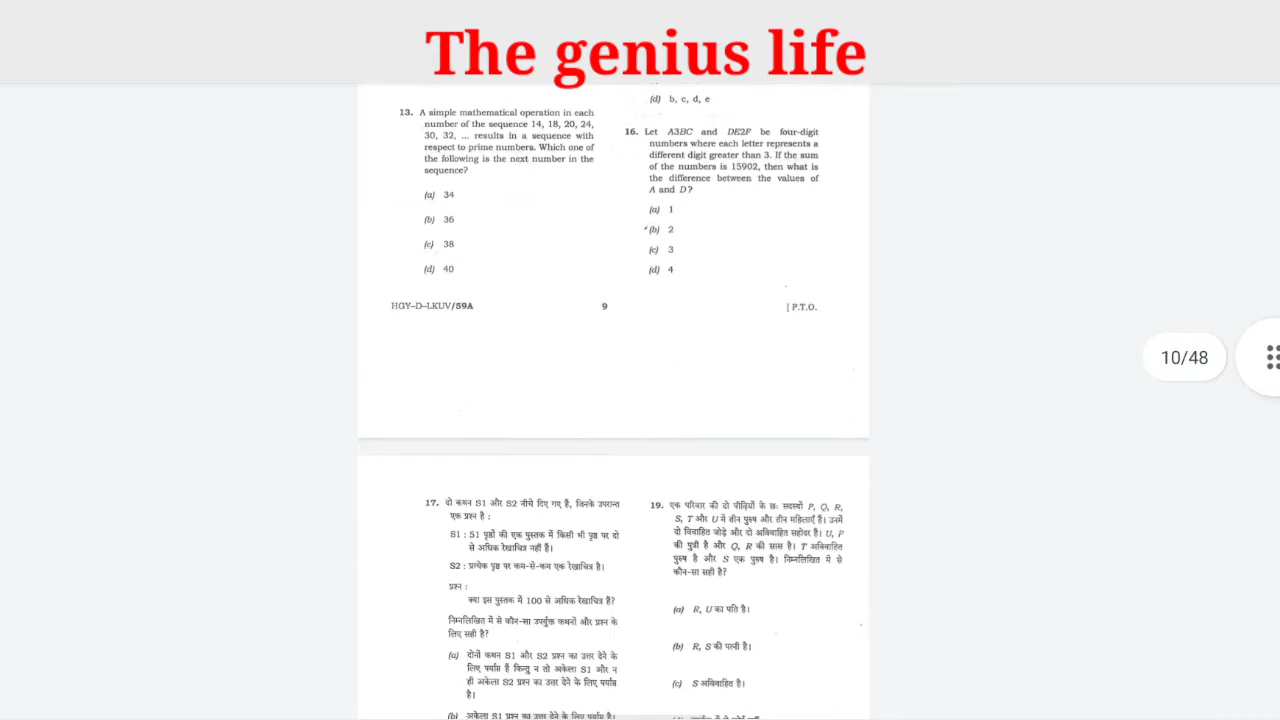 The genius life
13. A simple mathematical operation in each
number of the sequence 14, 18, 20, 24,
30, 32, ... results in a sequence with
respect to prime numbers. Which one of
the following is the next number in the
sequence?
(a) 34
(b) 36
(c) 38
(d) 40
(d) b, c, d, e
16. Let A3BC and DE2F be four-digit
numbers where each letter represents a
different digit greater than 3. If the sum
of the numbers is 15902, then what is
the difference between the values of
A and D?
(a) 1
(b) 2
(c) 3
(d) 4
HGY–D–LKUV/59A
9
[ P.T.O.
10/48
17. दो कथन S1 और S2 नीचे दिए गए हैं, जिनके उपरान्त
एक प्रश्न है :
S1 : 51 पृष्ठों की एक पुस्तक में किसी भी पृष्ठ पर दो
से अधिक रेखाचित्र नहीं हैं।
S2 : प्रत्येक पृष्ठ पर कम-से-कम एक रेखाचित्र है।
प्रश्न :
क्या इस पुस्तक में 100 से अधिक रेखाचित्र हैं?
निम्नलिखित में से कौन-सा उपर्युक्त कथनों और प्रश्न के
लिए सही है?
(a) दोनों कथन S1 और S2 प्रश्न का उत्तर देने के
लिए पर्याप्त हैं किन्तु न तो अकेला S1 और न
ही अकेला S2 प्रश्न का उत्तर देने के लिए पर्याप्त
है।
(b) अकेला S1 प्रश्न का उत्तर देने के लिए पर्याप्त है।
19. एक परिवार की दो पीढ़ियों के छः सदस्यों P, Q, R,
S, T और U में तीन पुरुष और तीन महिलाएँ हैं। उनमें
दो विवाहित जोड़े और दो अविवाहित सहोदर हैं। U, P
की पुत्री है और Q, R की सास है। T अविवाहित
पुरुष है और S एक पुरुष है। निम्नलिखित में से
कौन-सा सही है?
(a) R, U का पति है।
(b) R, S की पत्नी है।
(c) S अविवाहित है।